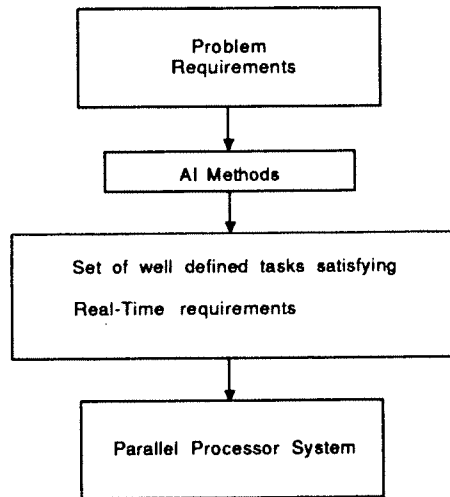 Problem
Requirements
AI Methods
Set of well defined tasks satisfying
Real-Time requirements
Parallel Processor System